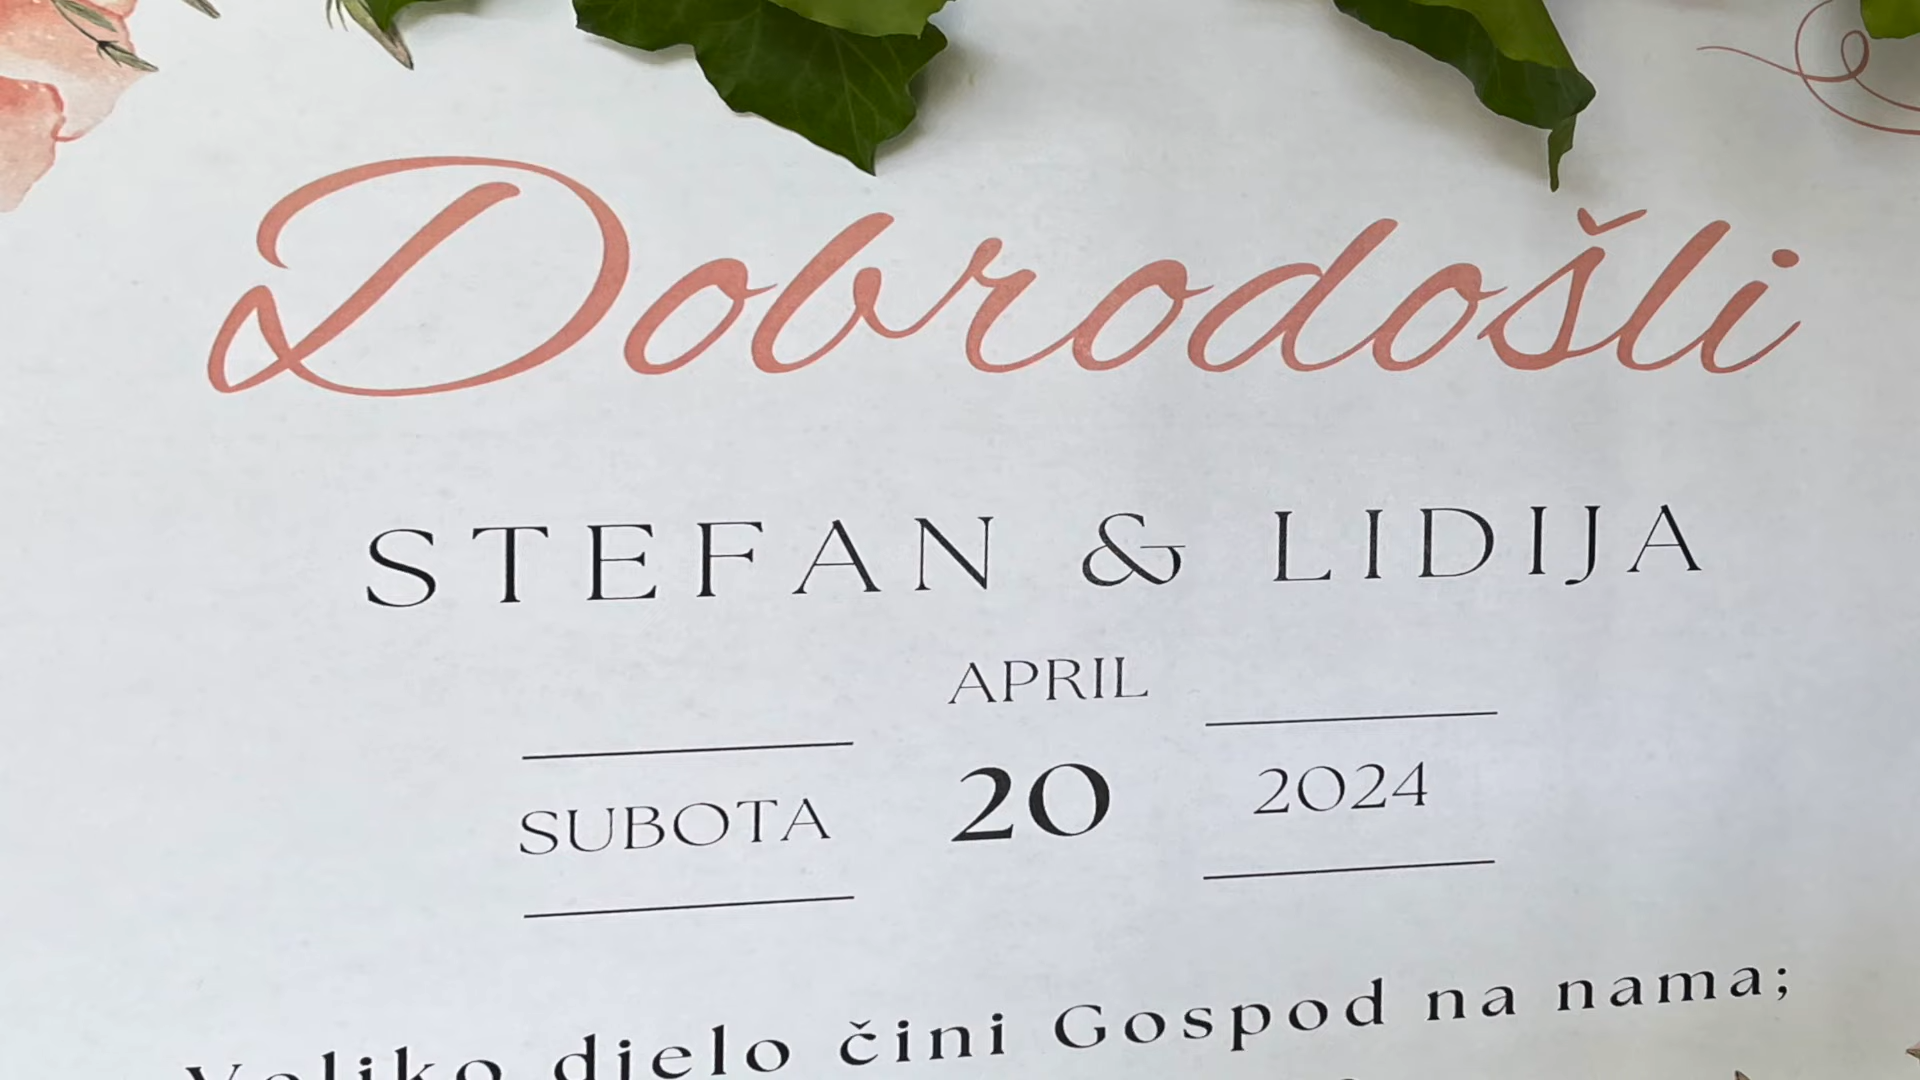 Dobrodošli
STEFAN & LIDIJA
APRIL
SUBOTA 20 2024
Veliko djelo čini Gospod na nama;